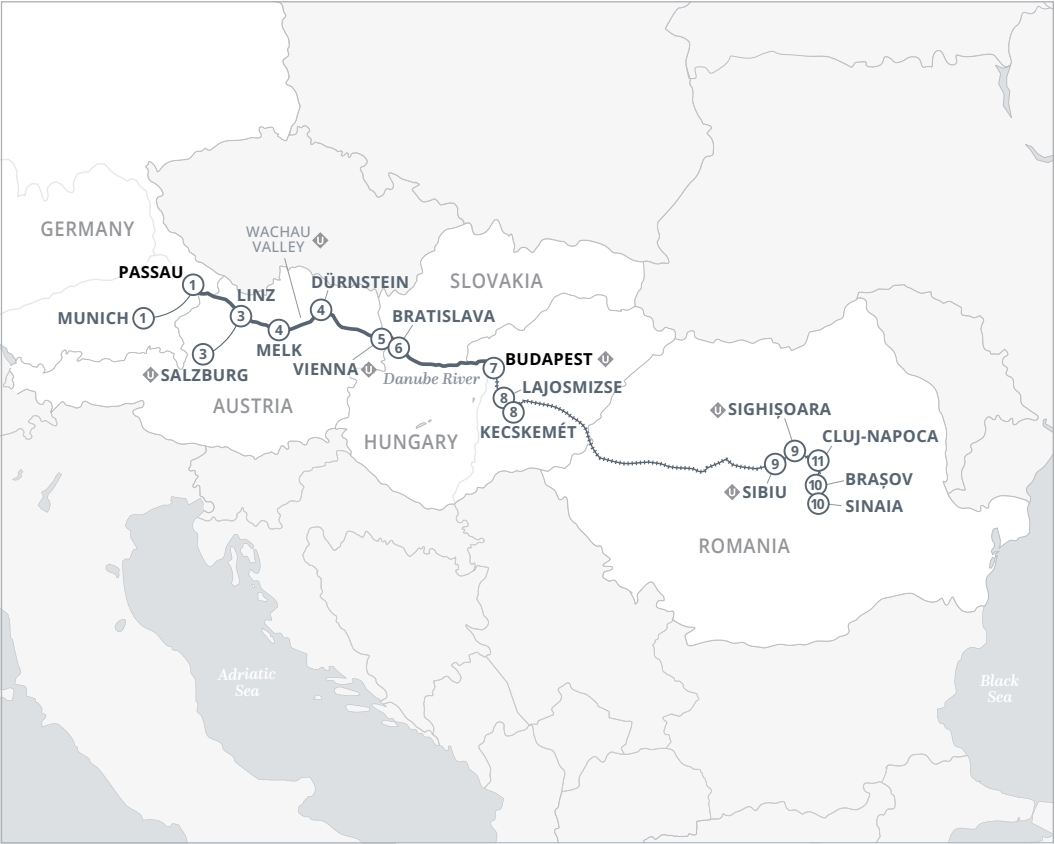 GERMANY
WACHAU
VALLEY
U
PASSAU
1
SLOVAKIA
DÜRNSTEIN
LINZ
MUNICH
1
3
4
4
BRATISLAVA
5
6
MELK
3
VIENNA
U
7
BUDAPEST
U
U
SALZBURG
Danube River
LAJOSMIZSE
8
8
AUSTRIA
KECSKEMÉT
HUNGARY
U
SIGHIȘOARA
CLUJ-NAPOCA
9
9
11
U
SIBIU
10
BRAȘOV
10
SINAIA
ROMANIA
Adriatic
Sea
Black
Sea